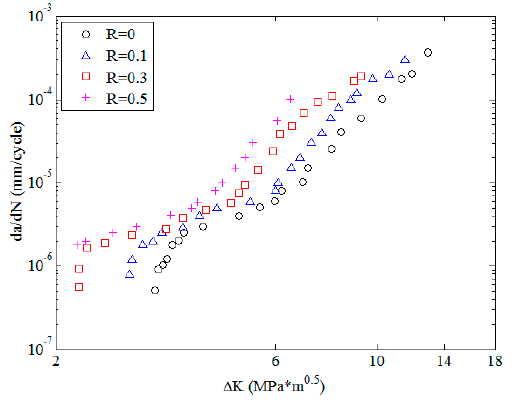 10^-3
R=0
R=0.1
R=0.3
R=0.5
10^-4
10^-5
10^-6
10^-7
da/dN (mm/cycle)
2 6 10 14 18
ΔK (MPa*m^0.5)